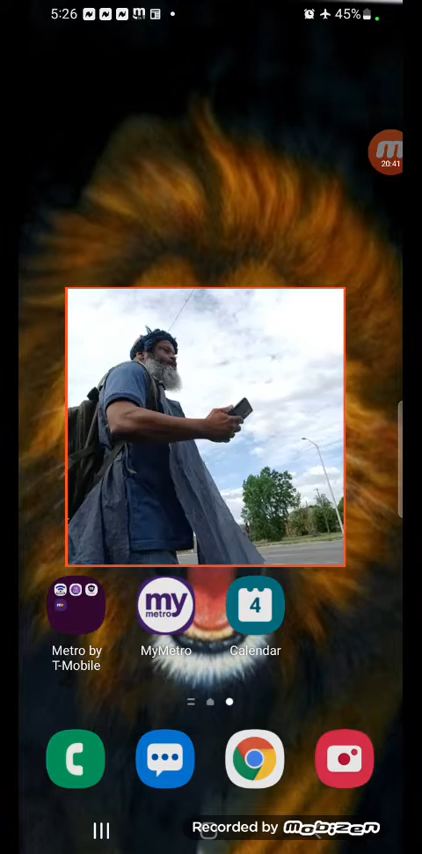 5:26
45%
m
20:41
my
metro
4
Metro by
T-Mobile
MyMetro
Calendar
Recorded by Mobizen